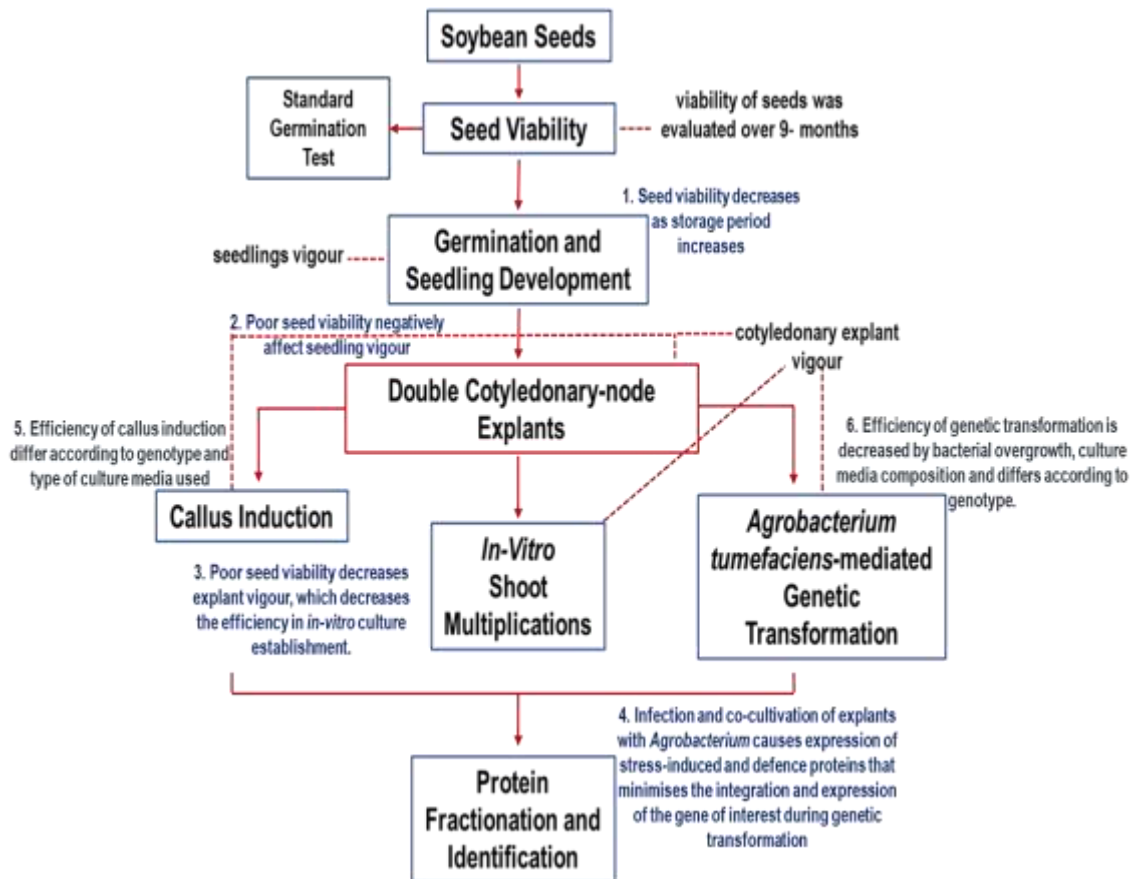 Soybean Seeds
Standard
Germination
Test
Seed Viability
viability of seeds was
evaluated over 9- months
1. Seed viability decreases
as storage period
increases
seedlings vigour
Germination and
Seedling Development
2. Poor seed viability negatively
affect seedling vigour
cotyledonary explant
vigour
Double Cotyledonary-node
Explants
5. Efficiency of callus induction
differ according to genotype and
type of culture media used
6. Efficiency of genetic transformation is
decreased by bacterial overgrowth, culture
media composition and differs according to
genotype.
Callus Induction
In-Vitro
Shoot
Multiplications
Agrobacterium
tumefaciens-mediated
Genetic
Transformation
3. Poor seed viability decreases
explant vigour, which decreases
the efficiency in in-vitro culture
establishment.
4. Infection and co-cultivation of explants
with Agrobacterium causes expression of
stress-induced and defence proteins that
minimises the integration and expression
of the gene of interest during genetic
transformation
Protein
Fractionation and
Identification